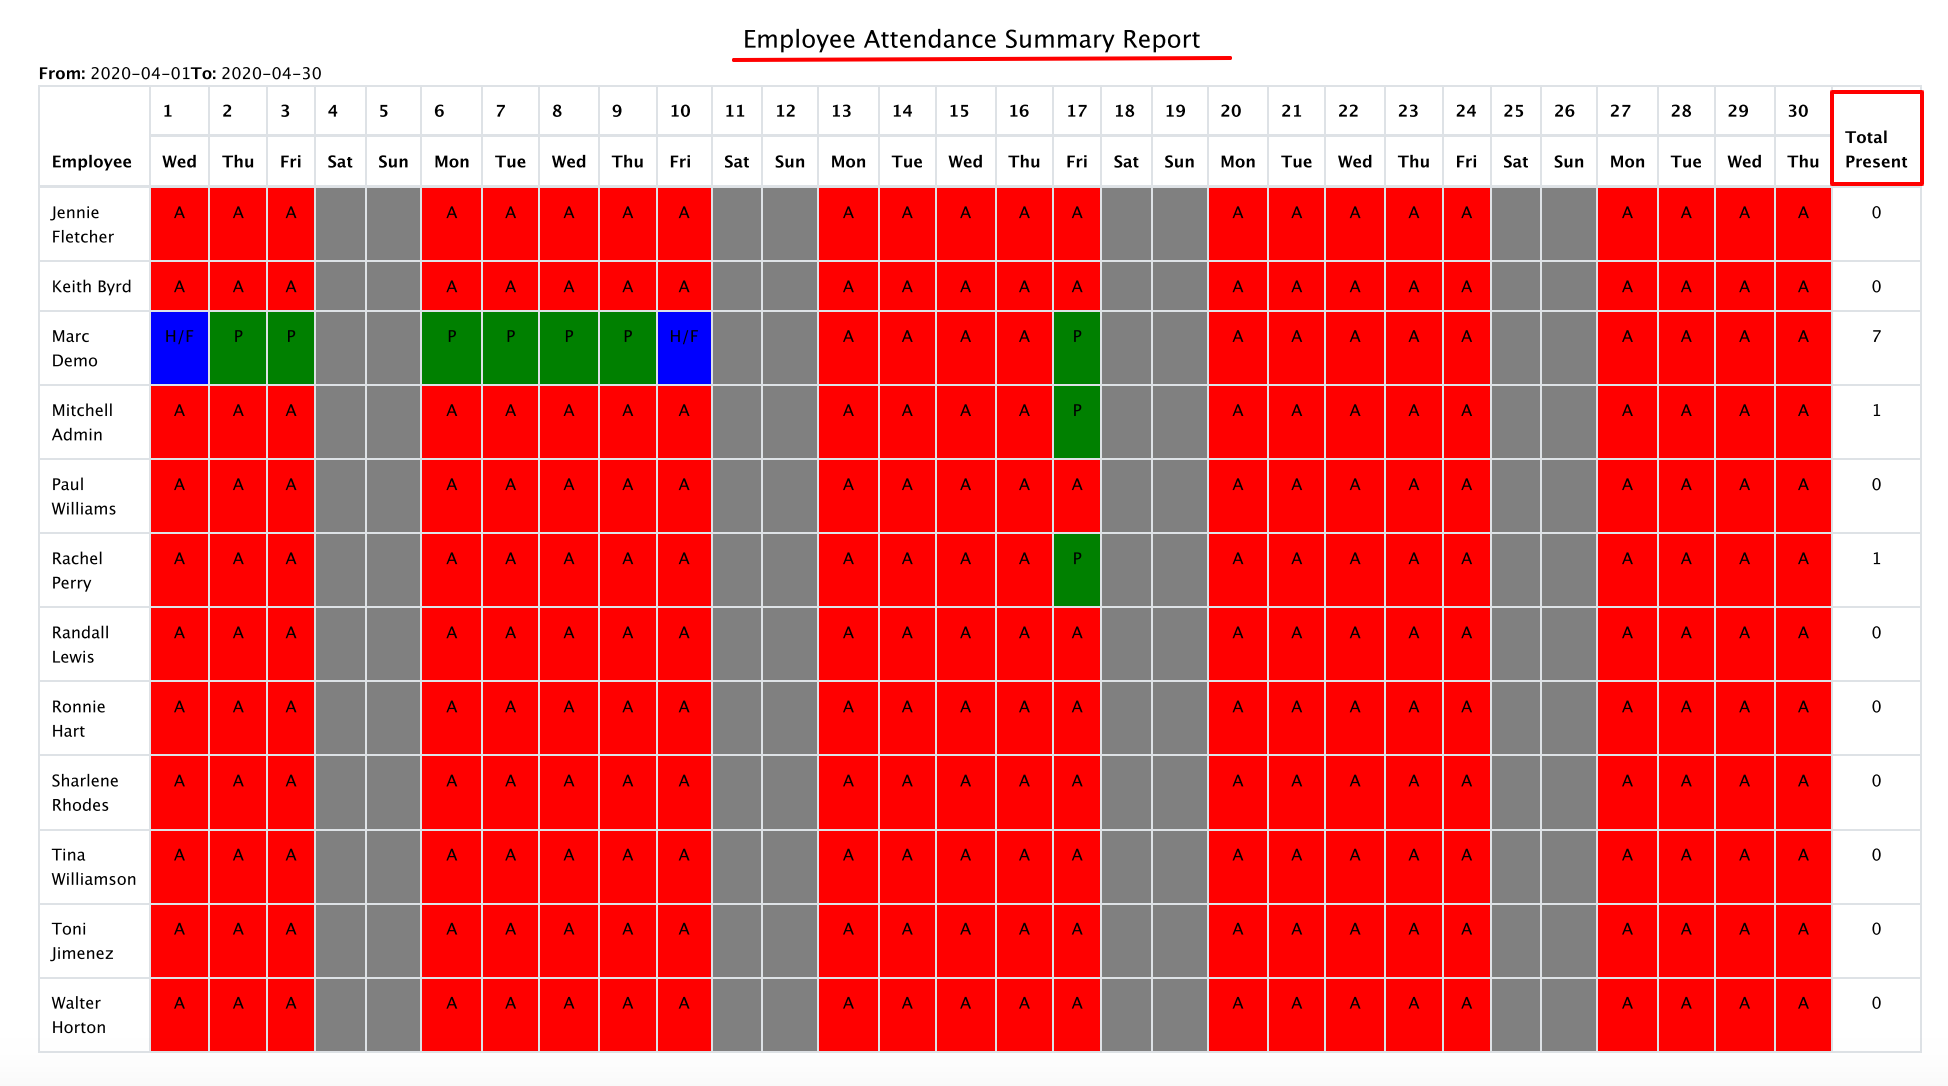 Employee Attendance Summary Report
From: 2020-04-01To: 2020-04-30
1 2 3 4 5 6 7 8 9 10 11 12 13 14 15 16 17 18 19 20 21 22 23 24 25 26 27 28 29 30
Employee Wed Thu Fri Sat Sun Mon Tue Wed Thu Fri Sat Sun Mon Tue Wed Thu Fri Sat Sun Mon Tue Wed Thu Fri Sat Sun Mon Tue Wed Thu Total Present
Jennie Fletcher A A A A A A A A A A A A A A A A A A A A A A 0
Keith Byrd A A A A A A A A A A A A A A A A A A A A A A 0
Marc Demo H/F P P P P P P H/F A A A A P A A A A A A A A A 7
Mitchell Admin A A A A A A A A A A A A P A A A A A A A A A 1
Paul Williams A A A A A A A A A A A A A A A A A A A A A A 0
Rachel Perry A A A A A A A A A A A A P A A A A A A A A A 1
Randall Lewis A A A A A A A A A A A A A A A A A A A A A A 0
Ronnie Hart A A A A A A A A A A A A A A A A A A A A A A 0
Sharlene Rhodes A A A A A A A A A A A A A A A A A A A A A A 0
Tina Williamson A A A A A A A A A A A A A A A A A A A A A A 0
Toni Jimenez A A A A A A A A A A A A A A A A A A A A A A 0
Walter Horton A A A A A A A A A A A A A A A A A A A A A A 0